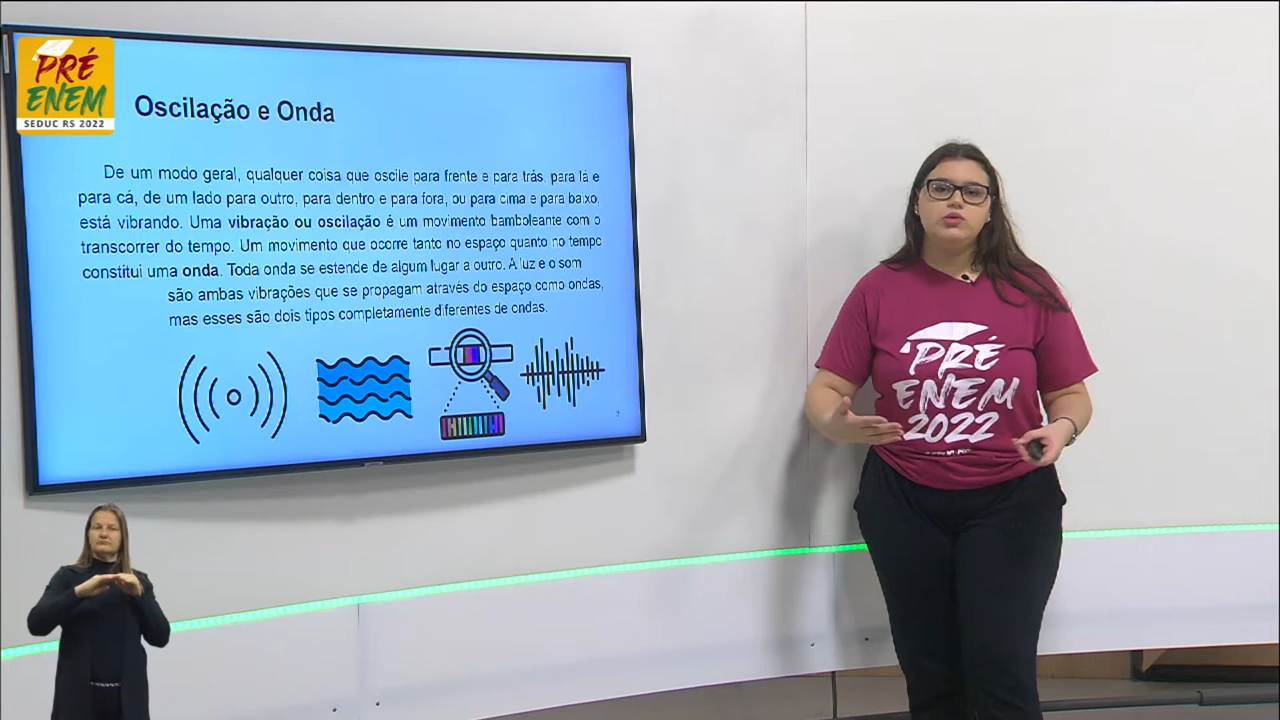 PRÉ
ENEM
SEDUC RS 2022
Oscilação e Onda
De um modo geral, qualquer coisa que oscile para frente e para trás, para lá e
para cá, de um lado para outro, para dentro e para fora, ou para cima e para baixo,
está vibrando. Uma vibração ou oscilação é um movimento bamboleante com o
transcorrer do tempo. Um movimento que ocorre tanto no espaço quanto no tempo
constitui uma onda. Toda onda se estende de algum lugar a outro. A luz e o som
são ambas vibrações que se propagam através do espaço como ondas,
mas esses são dois tipos completamente diferentes de ondas.
PRÉ
ENEM
2022